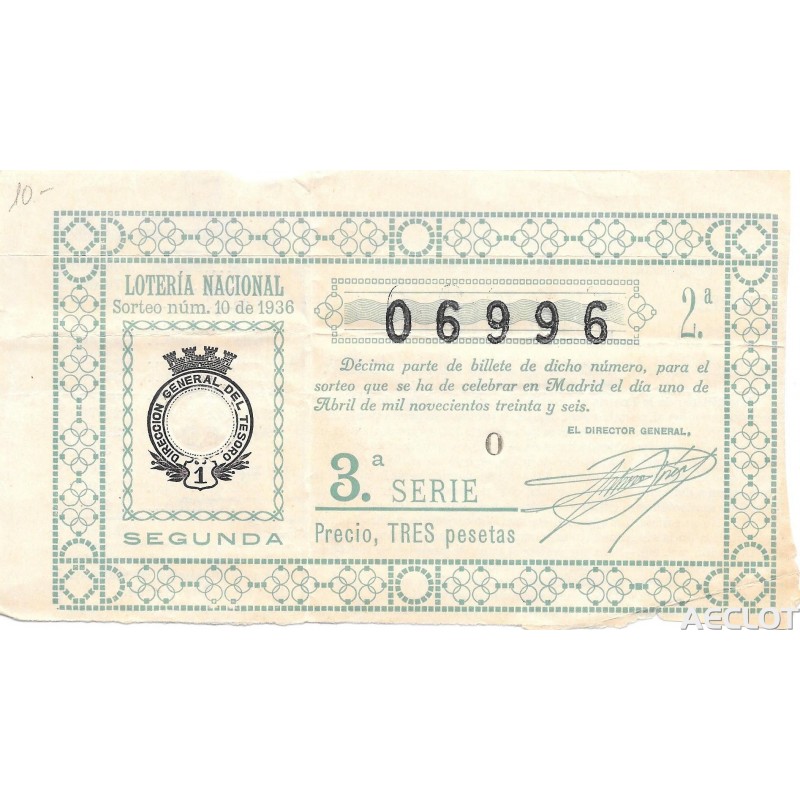 10.-
LOTERÍA NACIONAL
Sorteo núm. 10 de 1936
DIRECCION GENERAL DEL TESORO
1
SEGUNDA
06996
2.ª
Décima parte de billete de dicho número, para el
sorteo que se ha de celebrar en Madrid el día uno de
Abril de mil novecientos treinta y seis.
EL DIRECTOR GENERAL,
O
3.ª SERIE
Precio, TRES pesetas
AECLOT